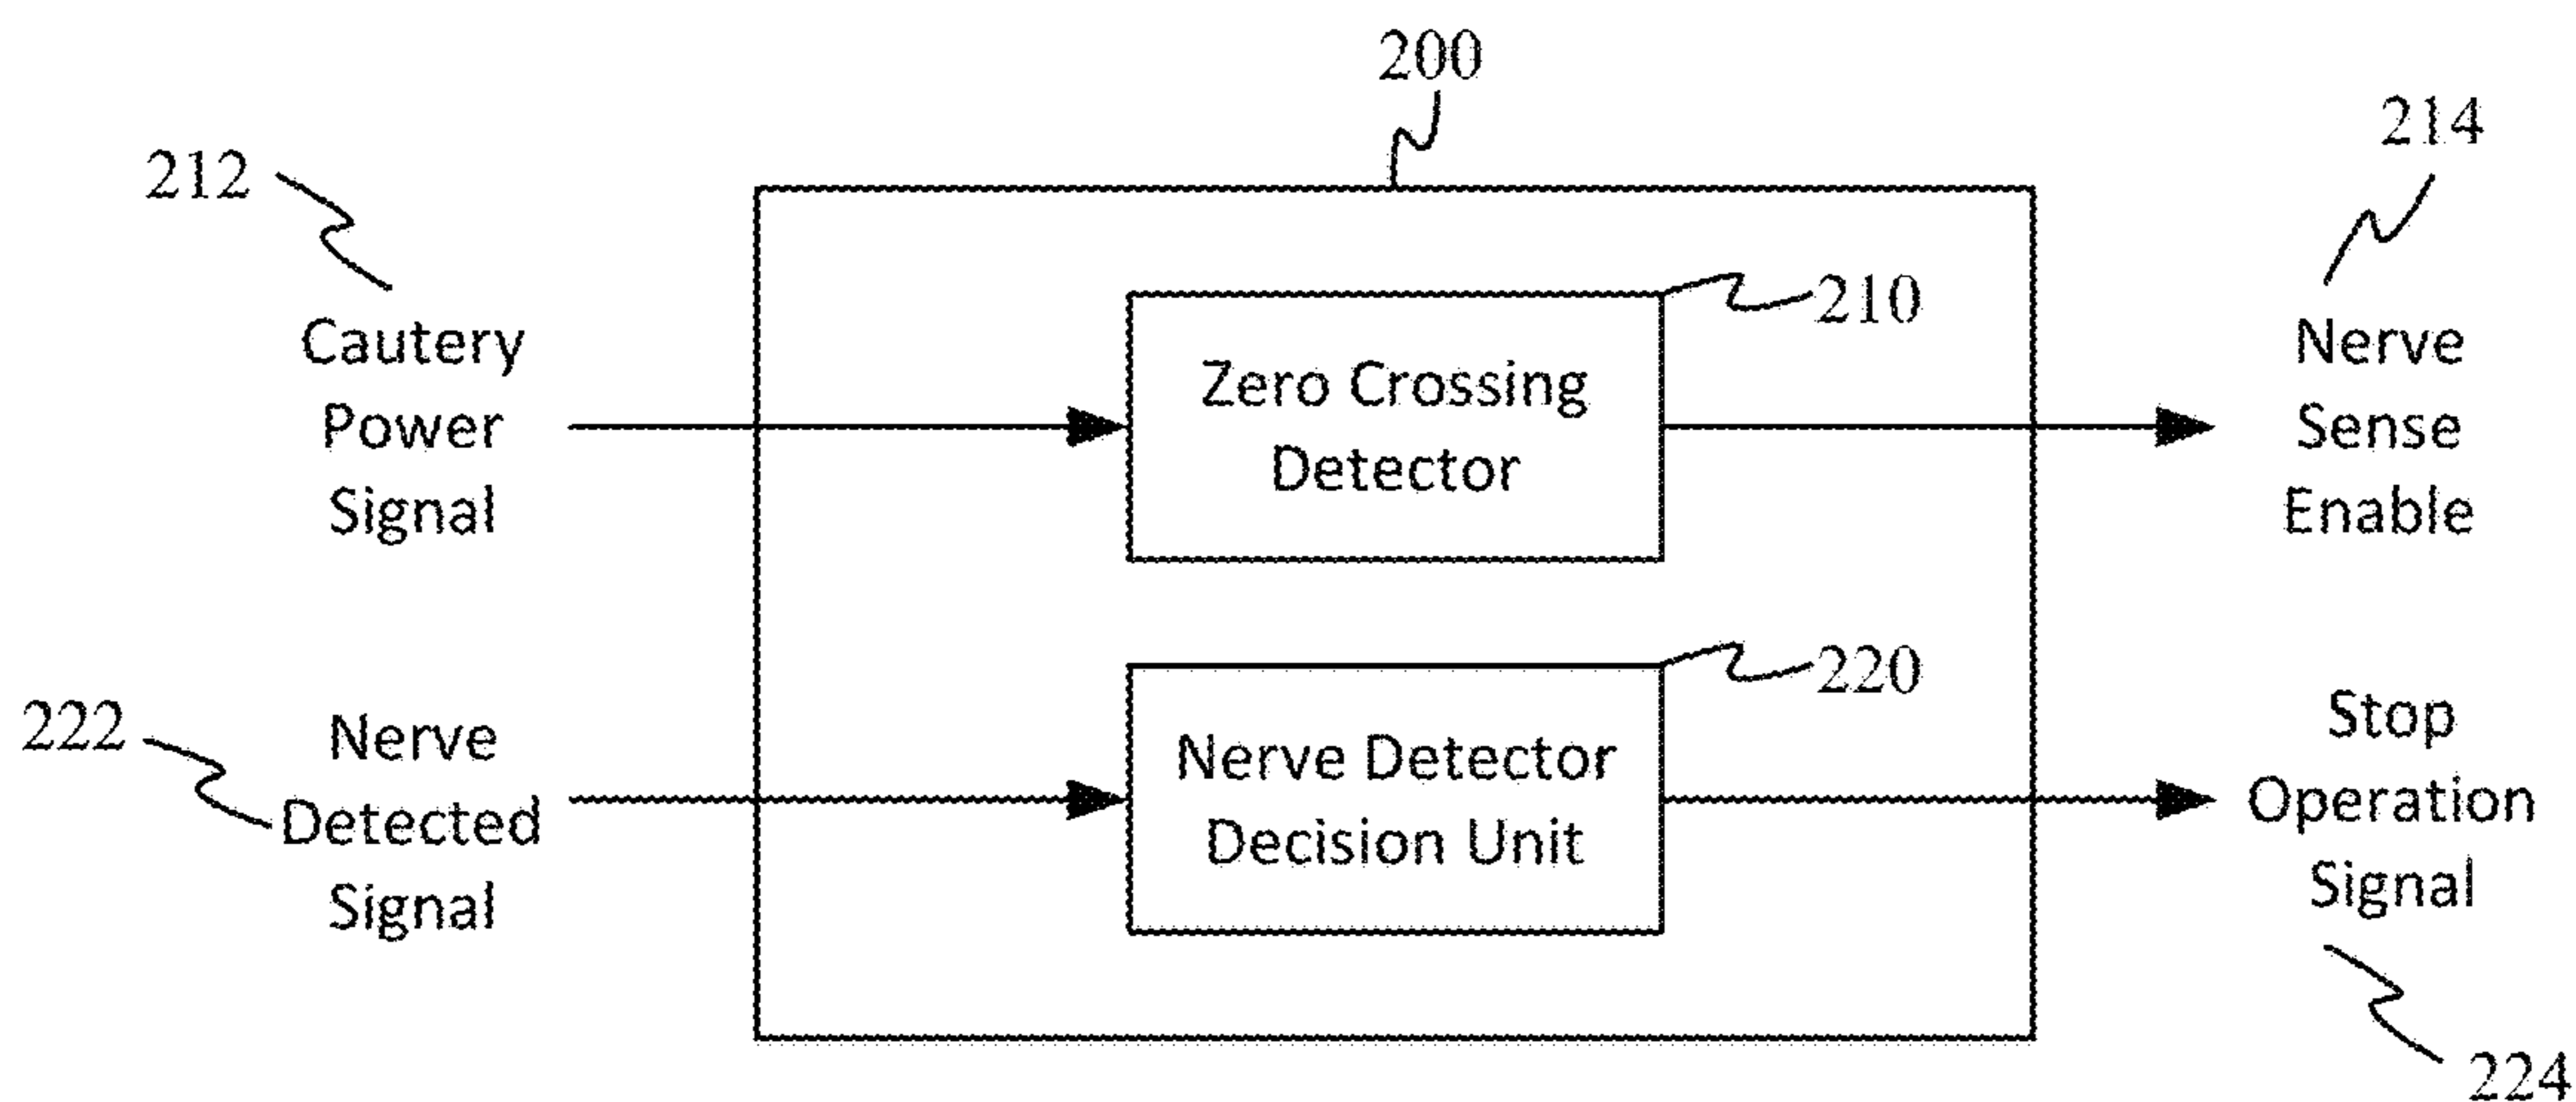 200
212
214
Cautery
Power
Signal
210
Zero Crossing
Detector
Nerve
Sense
Enable
222
Nerve
Detected
Signal
220
Nerve Detector
Decision Unit
Stop
Operation
Signal
224